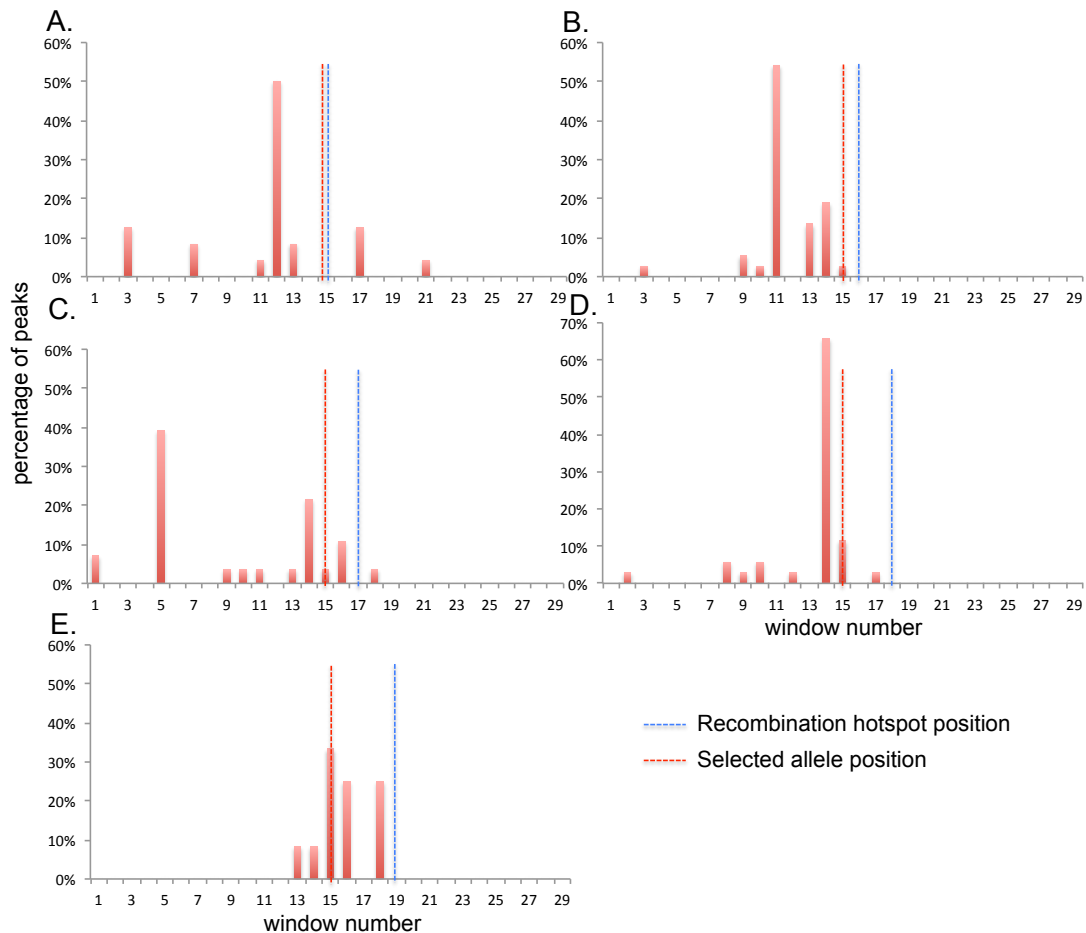 A.
60%
50%
40%
30%
20%
10%
0%
1 3 5 7 9 11 12 13 15 17 19 21 23 25 27 29
B.
60%
50%
40%
30%
20%
10%
0%
1 3 5 7 9 11 13 15 17 19 21 23 25 27 29
percentage of peaks
C.
60%
50%
40%
30%
20%
10%
0%
1 3 5 7 9 11 13 15 17 19 21 23 25 27 29
D.
70%
60%
50%
40%
30%
20%
10%
0%
1 3 5 7 9 11 13 15 17 19 21 23 25 27 29
window number
E.
60%
50%
40%
30%
20%
10%
0%
1 3 5 7 9 11 13 15 17 19 21 23 25 27 29
window number
Recombination hotspot position
Selected allele position